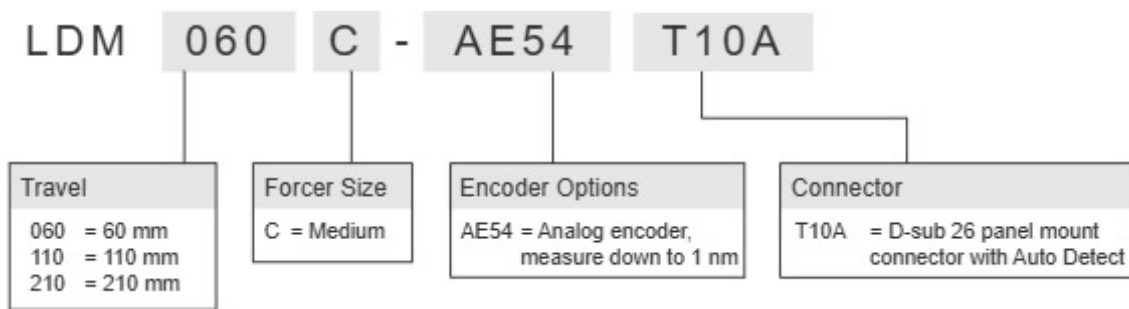 LDM 060 C - AE54 T10A
Travel
060 = 60 mm
110 = 110 mm
210 = 210 mm
Forcer Size
C = Medium
Encoder Options
AE54 = Analog encoder,
measure down to 1 nm
Connector
T10A = D-sub 26 panel mount
connector with Auto Detect